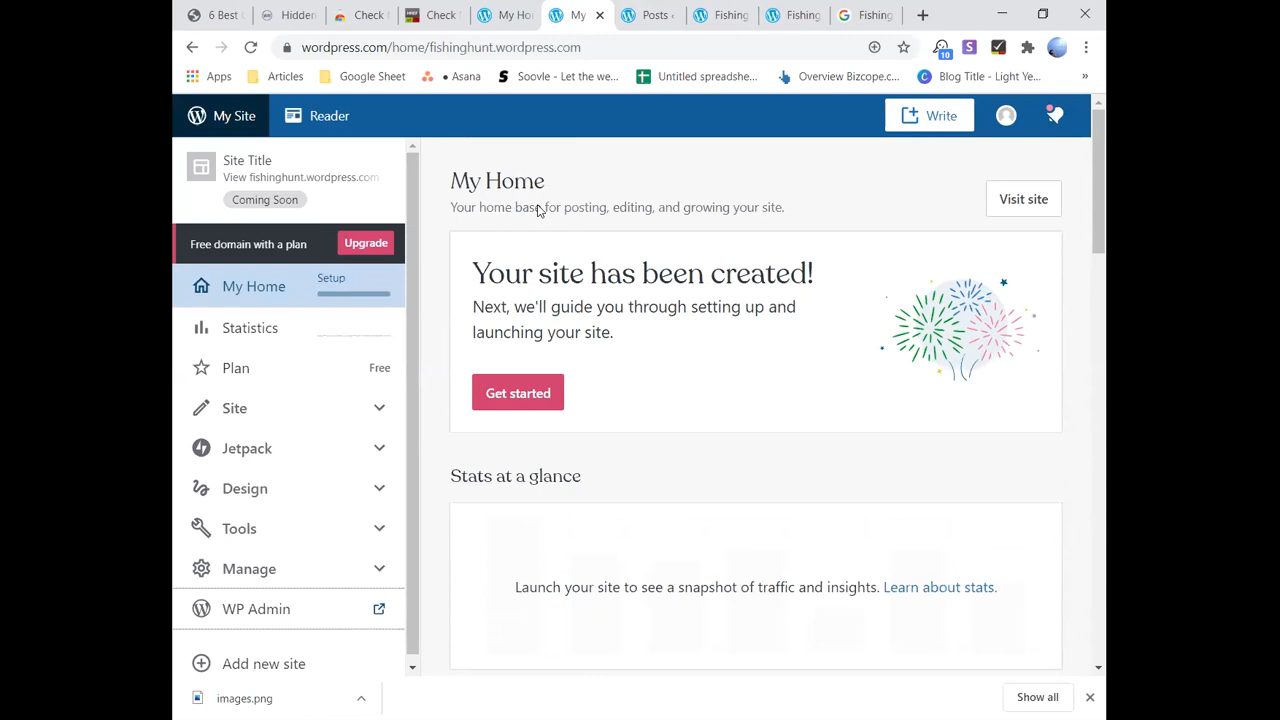 6 Best
Hidden
Check
Check
My Ho
My
Posts
Fishing
Fishing
Fishing
wordpress.com/home/fishinghunt.wordpress.com
10
S
Apps
Articles
Google Sheet
• Asana
Soovle - Let the we...
Untitled spreadshe...
Overview Bizcope.c...
Blog Title - Light Ye...
»
My Site
Reader
Write
Site Title
View fishinghunt.wordpress.com
Coming Soon
Free domain with a plan
Upgrade
My Home
Setup
Statistics
Plan
Free
Site
Jetpack
Design
Tools
Manage
WP Admin
Add new site
My Home
Your home base for posting, editing, and growing your site.
Visit site
Your site has been created!
Next, we'll guide you through setting up and
launching your site.
Get started
Stats at a glance
Launch your site to see a snapshot of traffic and insights. Learn about stats.
images.png
Show all